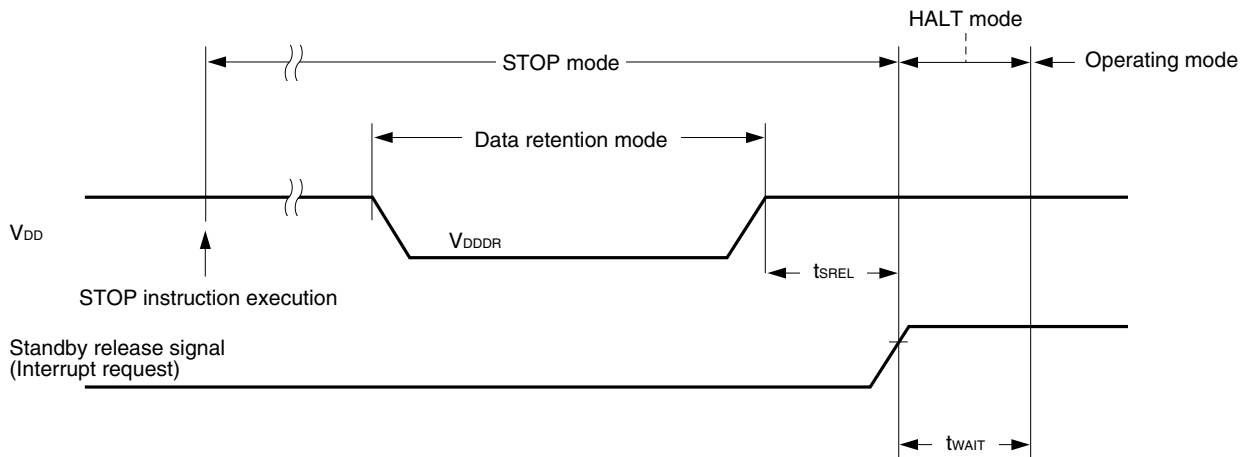 HALT mode
STOP mode
Operating mode
Data retention mode
VDD
VDDDR
tSREL
STOP instruction execution
Standby release signal
(Interrupt request)
tWAIT